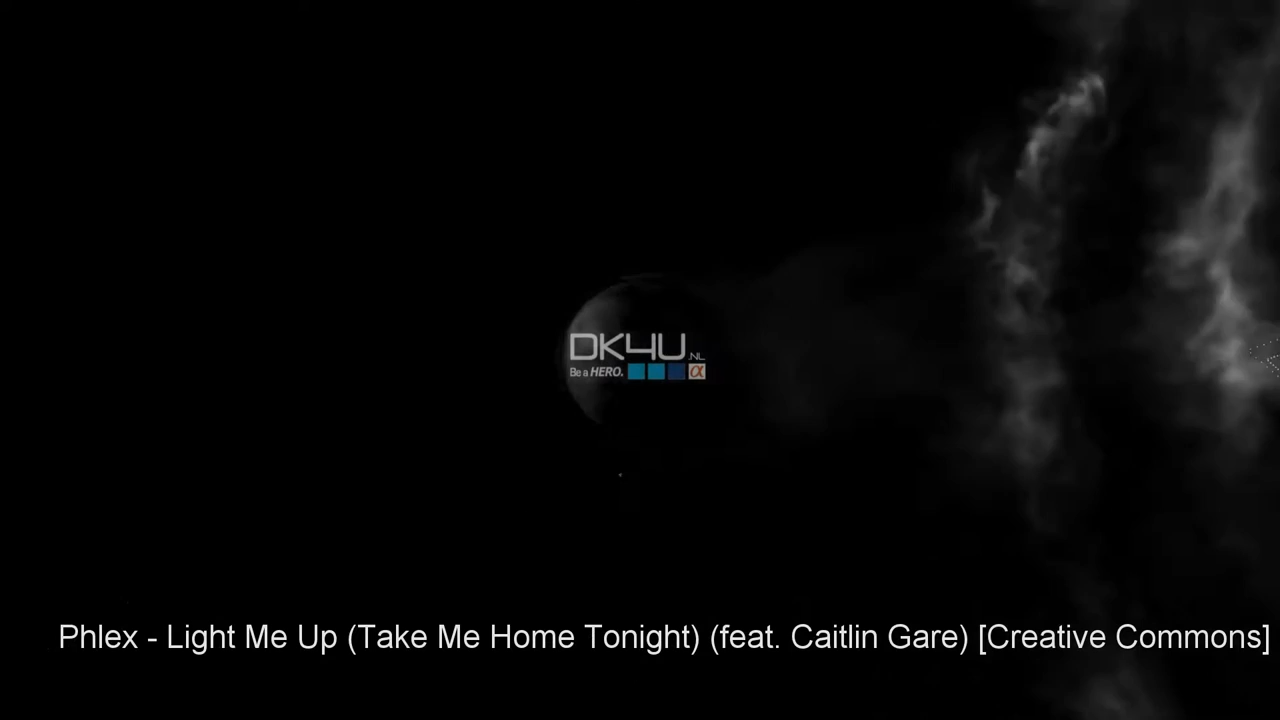 DK4U.NL
Be a HERO. α
Phlex - Light Me Up (Take Me Home Tonight) (feat. Caitlin Gare) [Creative Commons]